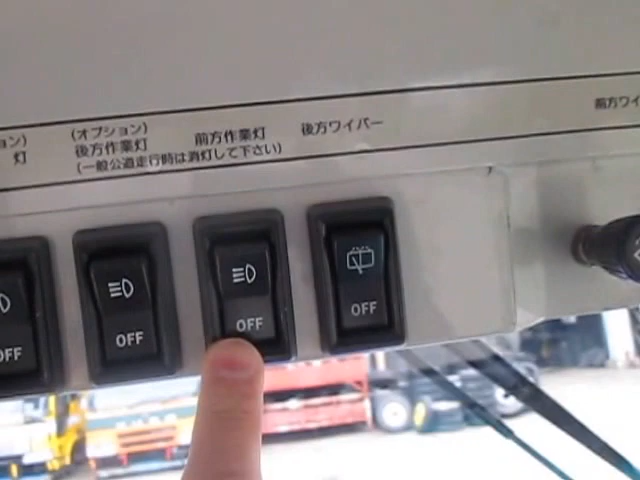 ョン)
灯
(オプション)
後方作業灯
前方作業灯
(一般公道走行時は消灯して下さい)
後方ワイパー
前方ワイ
OFF
OFF
OFF
OFF